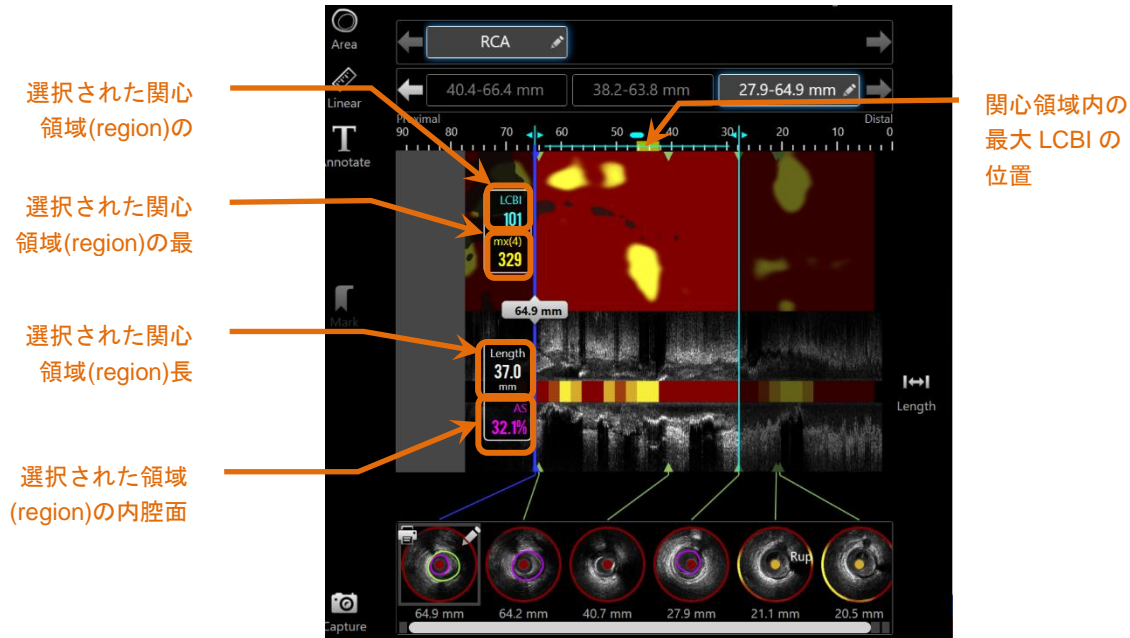 選択された関心
領域(region)の
選択された関心
領域(region)の最
選択された関心
領域(region)長
選択された領域
(region)の内腔面
Area
Linear
T
Annotate
Mark
Capture
RCA
40.4-66.4 mm
38.2-63.8 mm
27.9-64.9 mm
Proximal
Distal
90 80 70 60 50 40 30 20 10 0
LCBI
101
mx(4)
329
64.9 mm
Length
37.0
mm
AS
32.1%
Length
Rup
64.9 mm
64.2 mm
40.7 mm
27.9 mm
21.1 mm
20.5 mm
関心領域内の
最大 LCBI の
位置